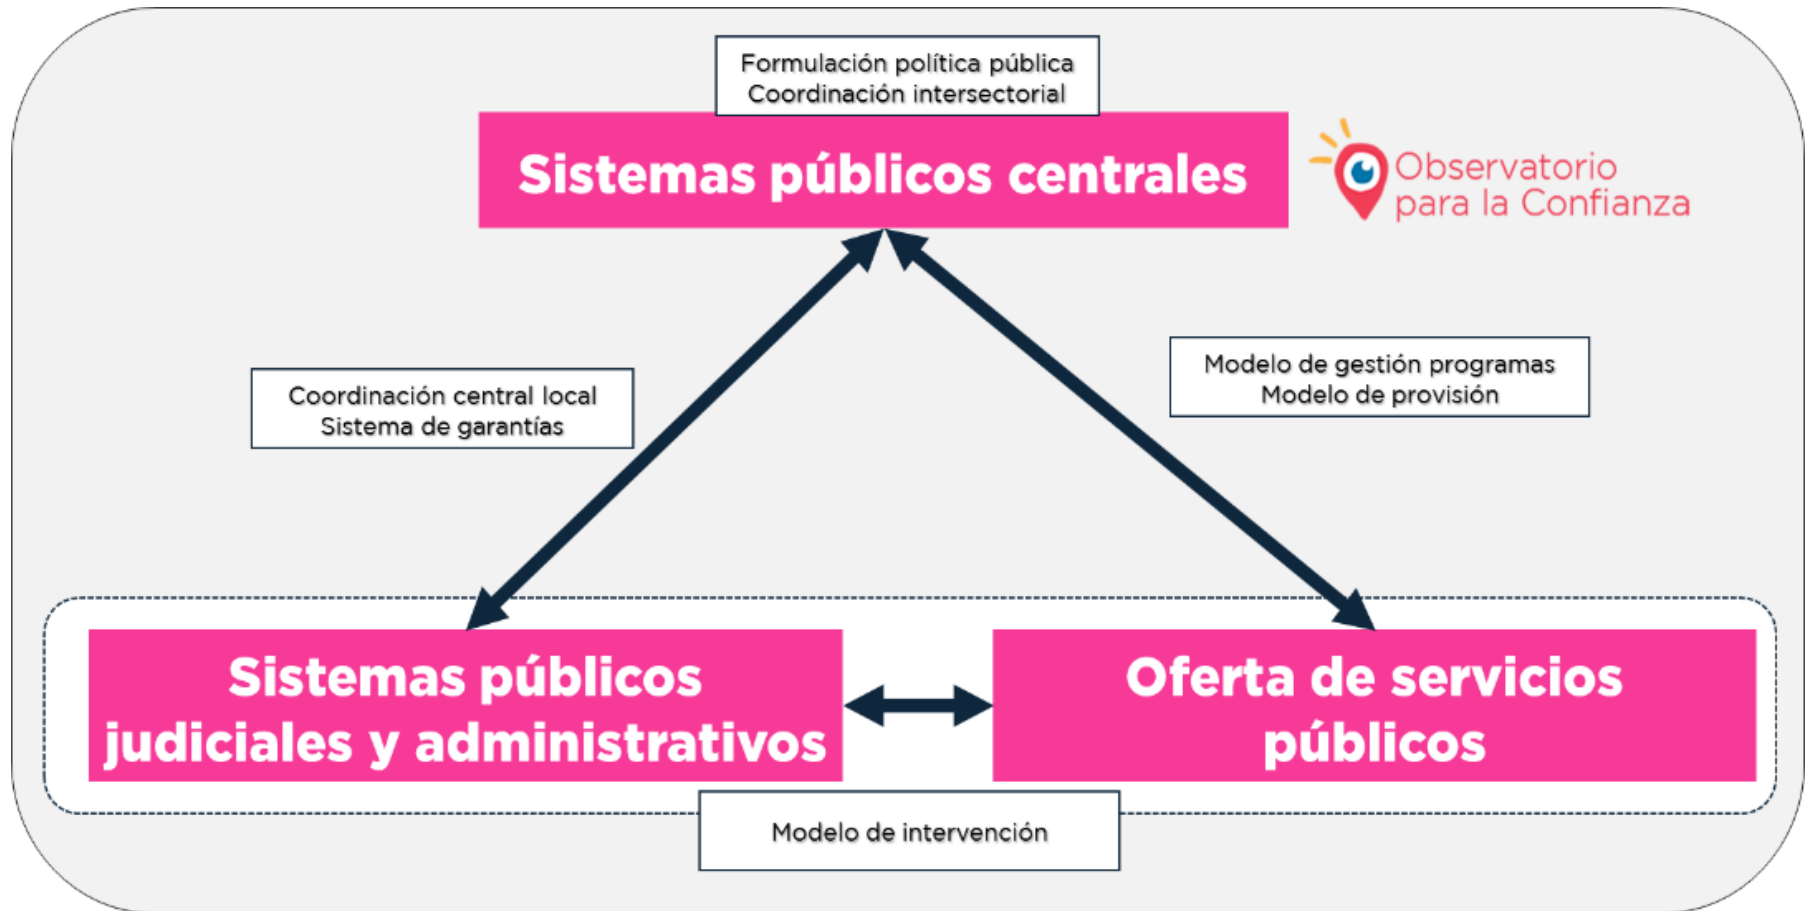 Formulación política pública
Coordinación intersectorial
Sistemas públicos centrales
Observatorio
para la Confianza
Modelo de gestión programas
Modelo de provisión
Coordinación central local
Sistema de garantías
Sistemas públicos
judiciales y administrativos
Oferta de servicios
públicos
Modelo de intervención